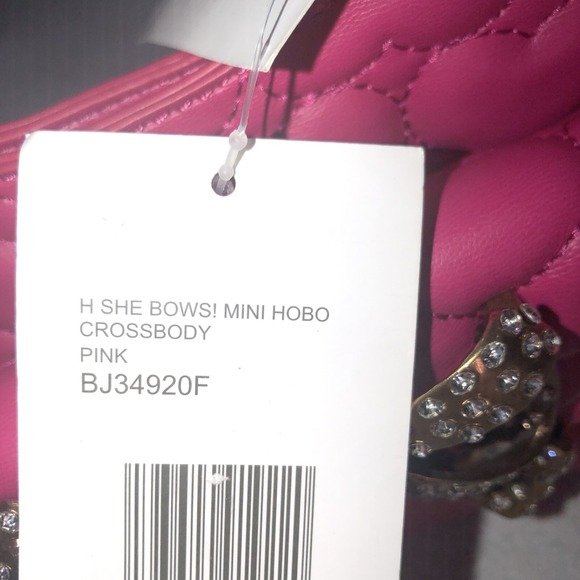 H SHE BOWS! MINI HOBO
CROSSBODY
PINK
BJ34920F